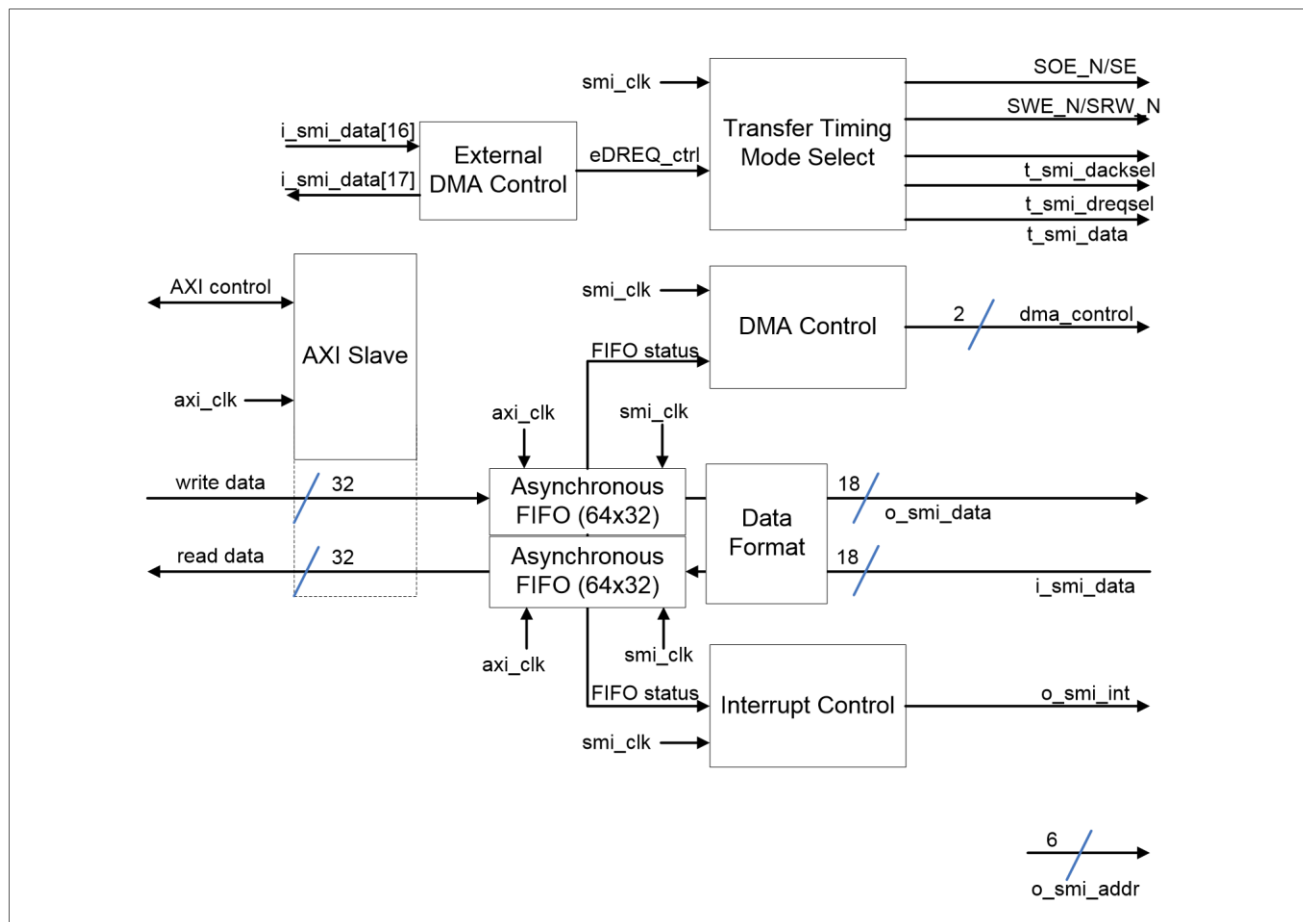 SOE_N/SE
smi_clk
SWE_N/SRW_N
i_smi_data[16]
External
DMA Control
eDREQ_ctrl
Transfer Timing
Mode Select
i_smi_data[17]
t_smi_dacksel
t_smi_dreqsel
t_smi_data
AXI control
AXI Slave
axi_clk
smi_clk
DMA Control
2
dma_control
FIFO status
axi_clk
smi_clk
write data
32
Asynchronous
FIFO (64x32)
Data
Format
18
o_smi_data
read data
32
Asynchronous
FIFO (64x32)
18
i_smi_data
axi_clk
smi_clk
FIFO status
Interrupt Control
o_smi_int
smi_clk
6
o_smi_addr